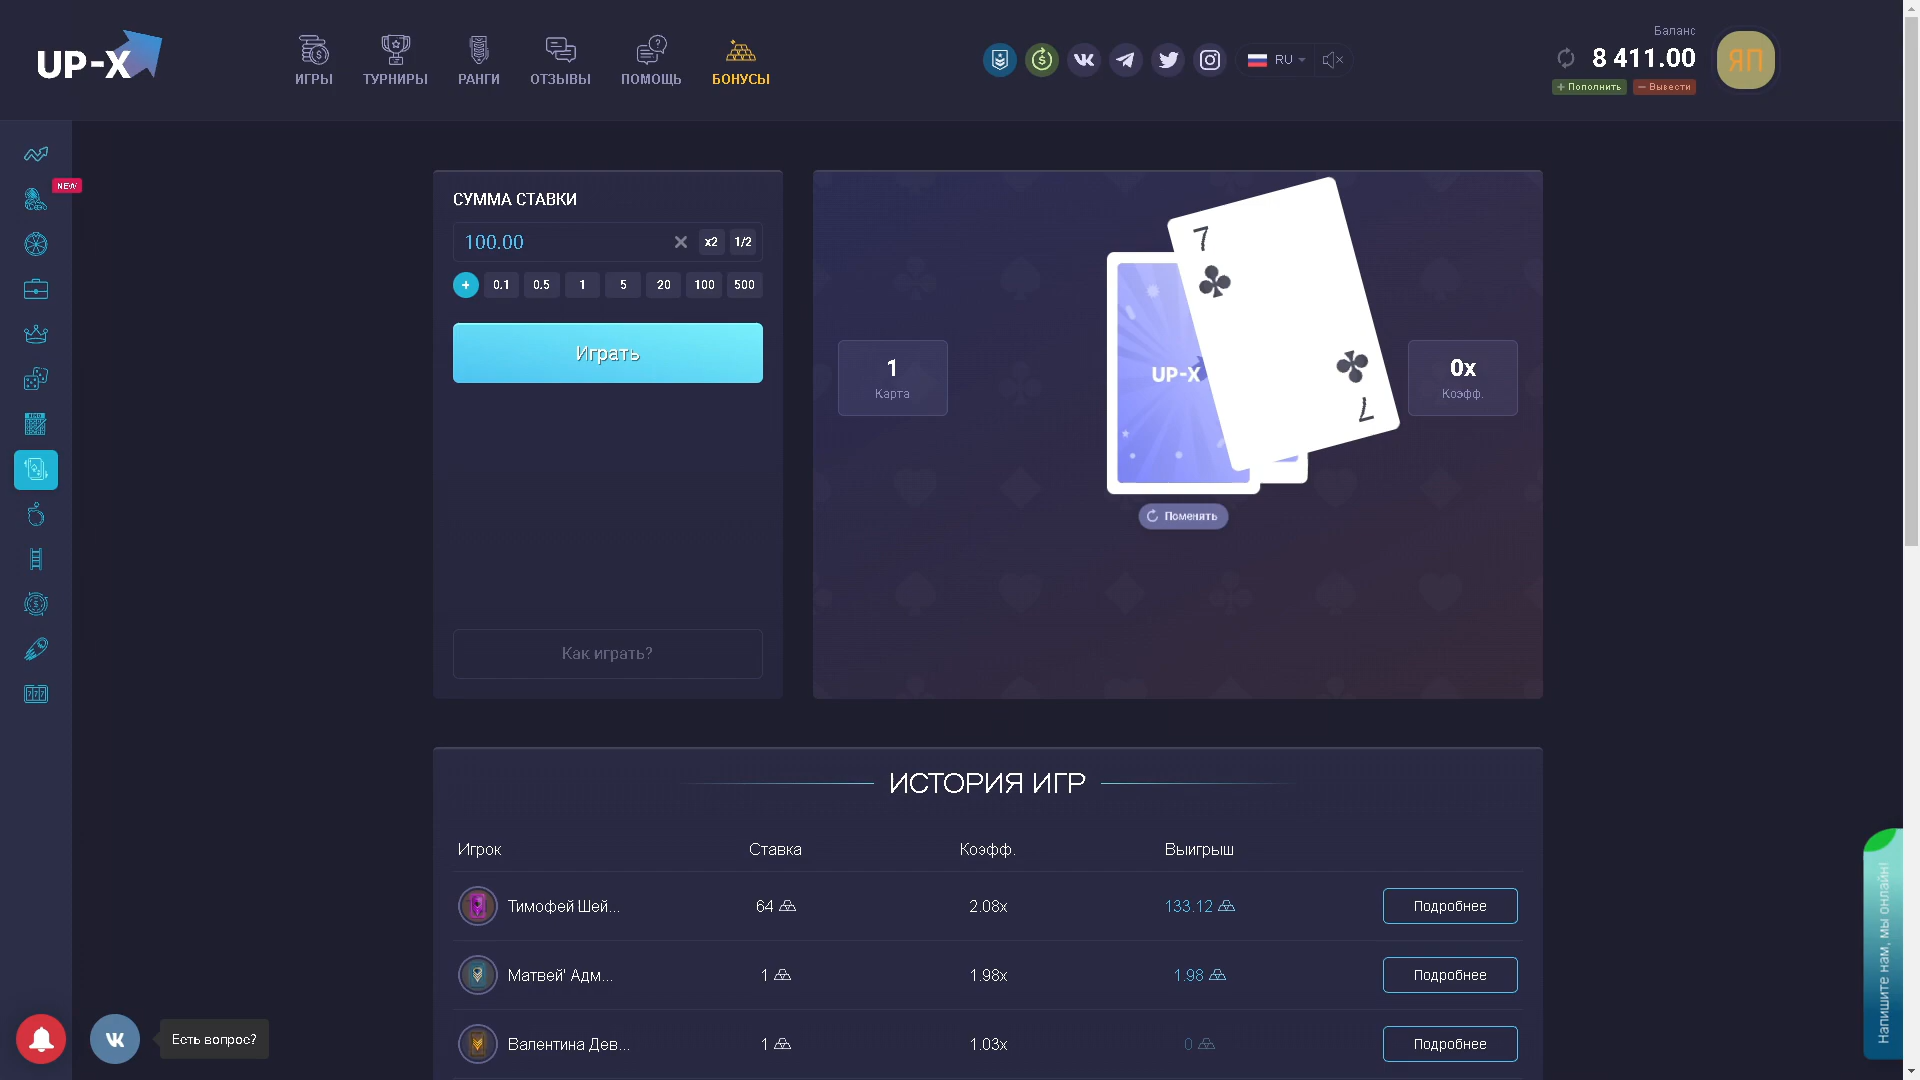 UP-X
ИГРЫ
ТУРНИРЫ
РАНГИ
ОТЗЫВЫ
ПОМОЩЬ
БОНУСЫ
RU
Баланс
8 411.00
+ Пополнить
− Вывести
ЯП
NEW
СУММА СТАВКИ
100.00
x2
1/2
+
0.1
0.5
1
5
20
100
500
Играть
Как играть?
1
Карта
7
UP-X
7
0x
Коэфф.
Поменять
ИСТОРИЯ ИГР
Игрок Ставка Коэфф. Выигрыш
Тимофей Шей... 64 2.08x 133.12 Подробнее
Матвей' Адм... 1 1.98x 1.98 Подробнее
Валентина Дев... 1 1.03x 0 Подробнее
Есть вопрос?
Напишите нам, мы онлайн!